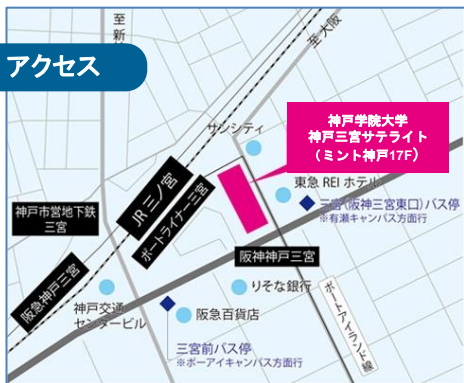 アクセス
至新
至大阪
サンシティ
神戸学院大学
神戸三宮サテライト
（ミント神戸17F）
東急 REI ホテル
三宮（阪神三宮東口）バス停
※有瀬キャンパス方面行
JR 三ノ宮
ポートライナー三宮
神戸市営地下鉄
三宮
阪神神戸三宮
阪急神戸三宮
りそな銀行
神戸交通
センタービル
阪急百貨店
三宮前バス停
※ポーアイキャンパス方面行
ポートアイランド線